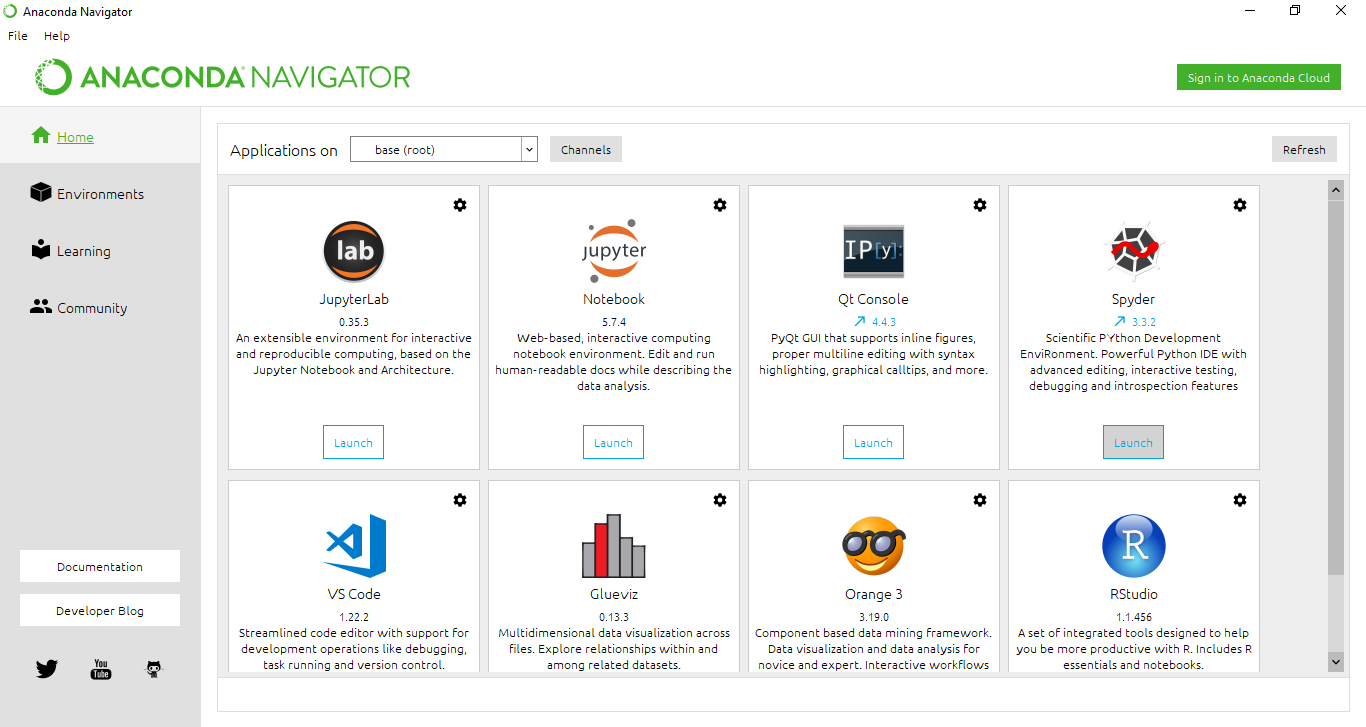 Anaconda Navigator
File Help
ANACONDA NAVIGATOR
Sign in to Anaconda Cloud
Home
Environments
Learning
Community
Documentation
Developer Blog
You
Tube
Applications on base (root) Channels Refresh
lab
JupyterLab
0.35.3
An extensible environment for interactive
and reproducible computing, based on the
Jupyter Notebook and Architecture.
Launch
jupyter
Notebook
5.7.4
Web-based, interactive computing
notebook environment. Edit and run
human-readable docs while describing the
data analysis.
Launch
IP[y]:
Qt Console
4.4.3
PyQt GUI that supports inline figures,
proper multiline editing with syntax
highlighting, graphical calltips, and more.
Launch
Spyder
3.3.2
Scientific PYthon Development
EnviRonment. Powerful Python IDE with
advanced editing, interactive testing,
debugging and introspection features
Launch
VS Code
1.22.2
Streamlined code editor with support for
development operations like debugging,
task running and version control.
Glueviz
0.13.3
Multidimensional data visualization across
files. Explore relationships within and
among related datasets.
Orange 3
3.19.0
Component based data mining framework.
Data visualization and data analysis for
novice and expert. Interactive workflows
R
RStudio
1.1.456
A set of integrated tools designed to help
you be more productive with R. Includes R
essentials and notebooks.